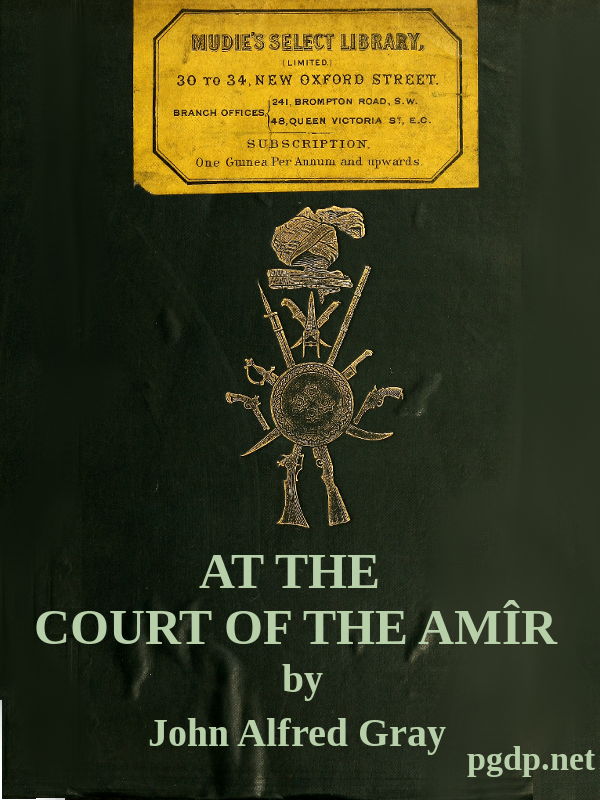 MUDIE'S SELECT LIBRARY,
(LIMITED.)
30 TO 34, NEW OXFORD STREET.
BRANCH OFFICES,
241, BROMPTON ROAD, S.W.
48, QUEEN VICTORIA ST, E.C.
SUBSCRIPTION.
One Guinea Per Annum and upwards.
AT THE
COURT OF THE AMÎR
by
John Alfred Gray
pgdp.net